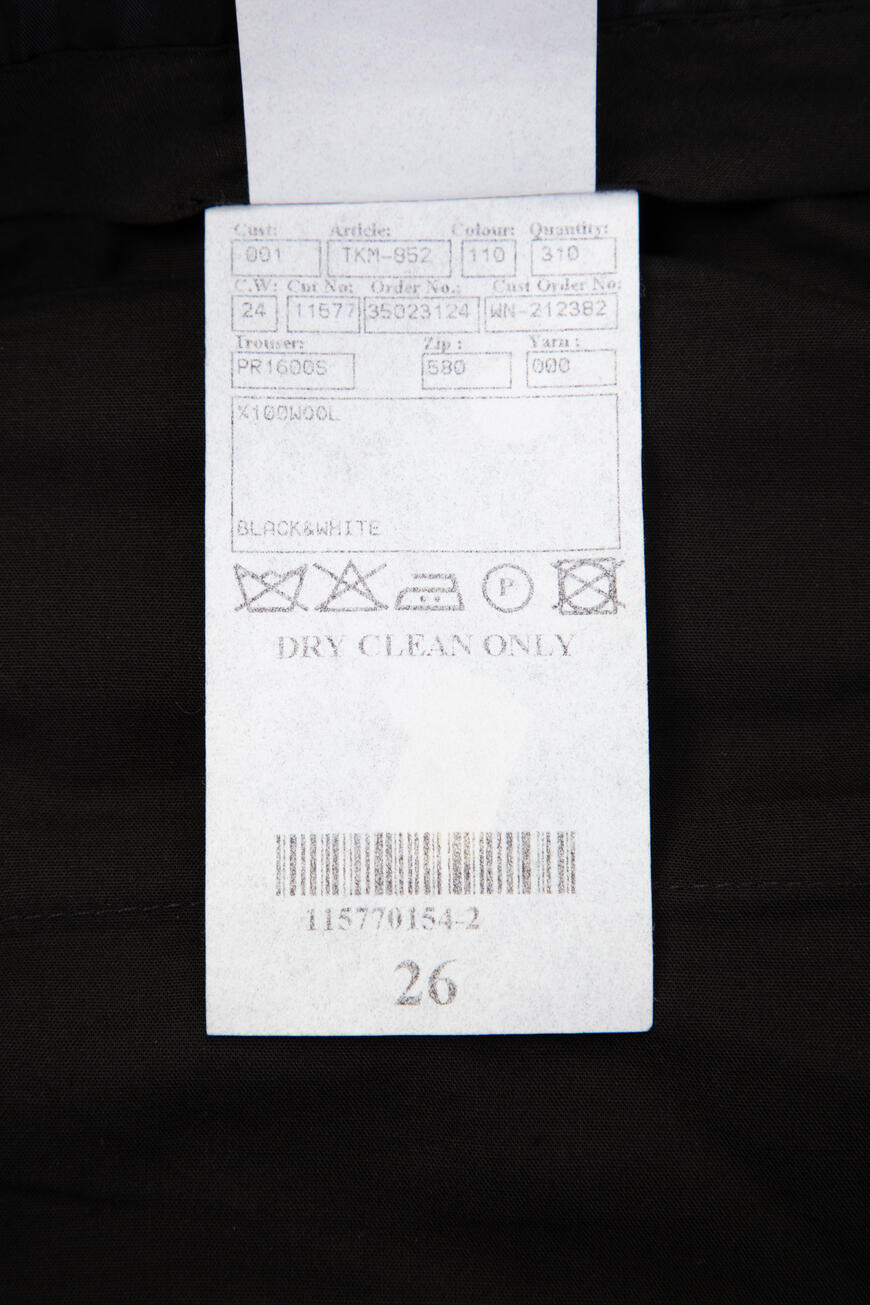 Cust: Article: Colour: Quantity:
001 TKM-952 110 310
C.W: Cut No: Order No.: Cust Order No:
24 11577 35023124 WN-212382
Trouser: Zip : Yarn :
PR1600S 580 000
%100WOOL
BLACK&WHITE
P
DRY CLEAN ONLY
115770154-2
26